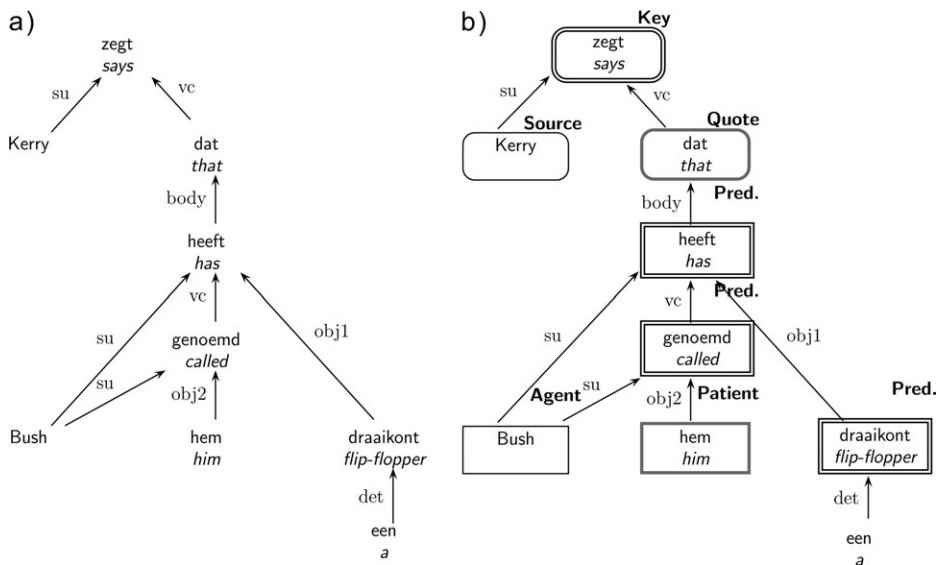 a)
zegt
says
su
vc
Kerry
dat
that
body
heeft
has
vc
su
obj1
genoemd
called
su
obj2
Bush
hem
him
draaikont
flip-flopper
det
een
a
b)
Key
zegt
says
su
vc
Source
Kerry
Quote
dat
that
body
Pred.
heeft
has
Pred.
vc
su
obj1
genoemd
called
Agent
su
obj2
Patient
Pred.
Bush
hem
him
draaikont
flip-flopper
det
een
a